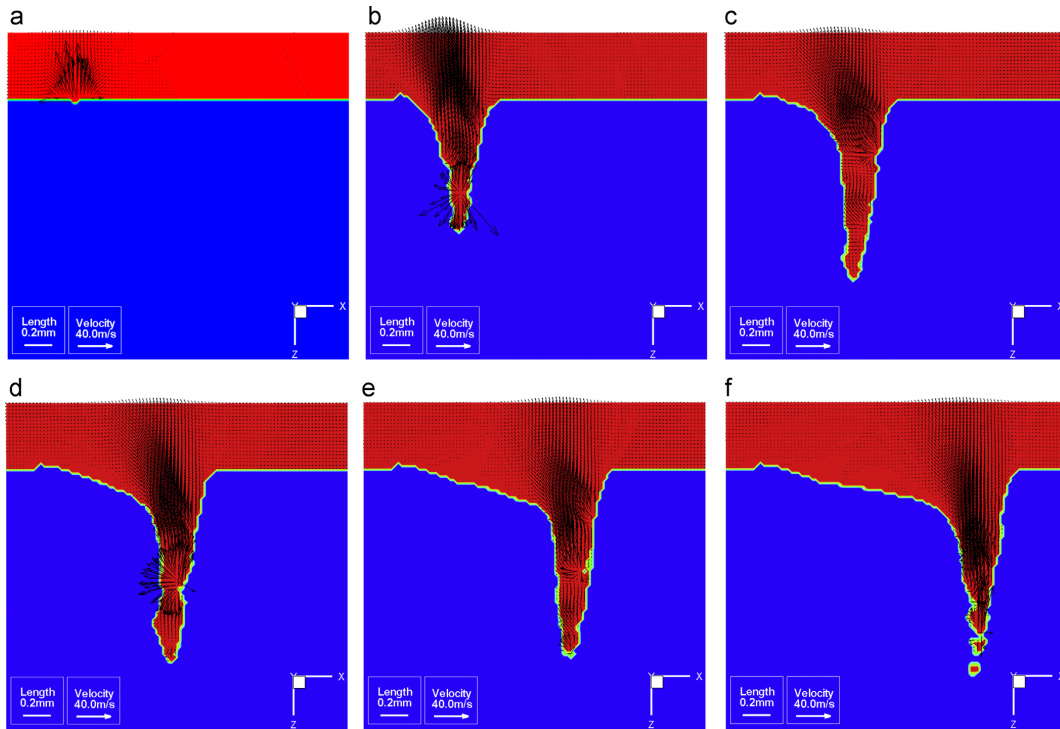 a
b
c
Length
0.2mm
Velocity
40.0m/s
Y
X
Z
Length
0.2mm
Velocity
40.0m/s
Y
X
Z
Length
0.2mm
Velocity
40.0m/s
Y
X
Z
d
e
f
Length
0.2mm
Velocity
40.0m/s
Y
X
Z
Length
0.2mm
Velocity
40.0m/s
Y
X
Z
Length
0.2mm
Velocity
40.0m/s
Y
X
Z